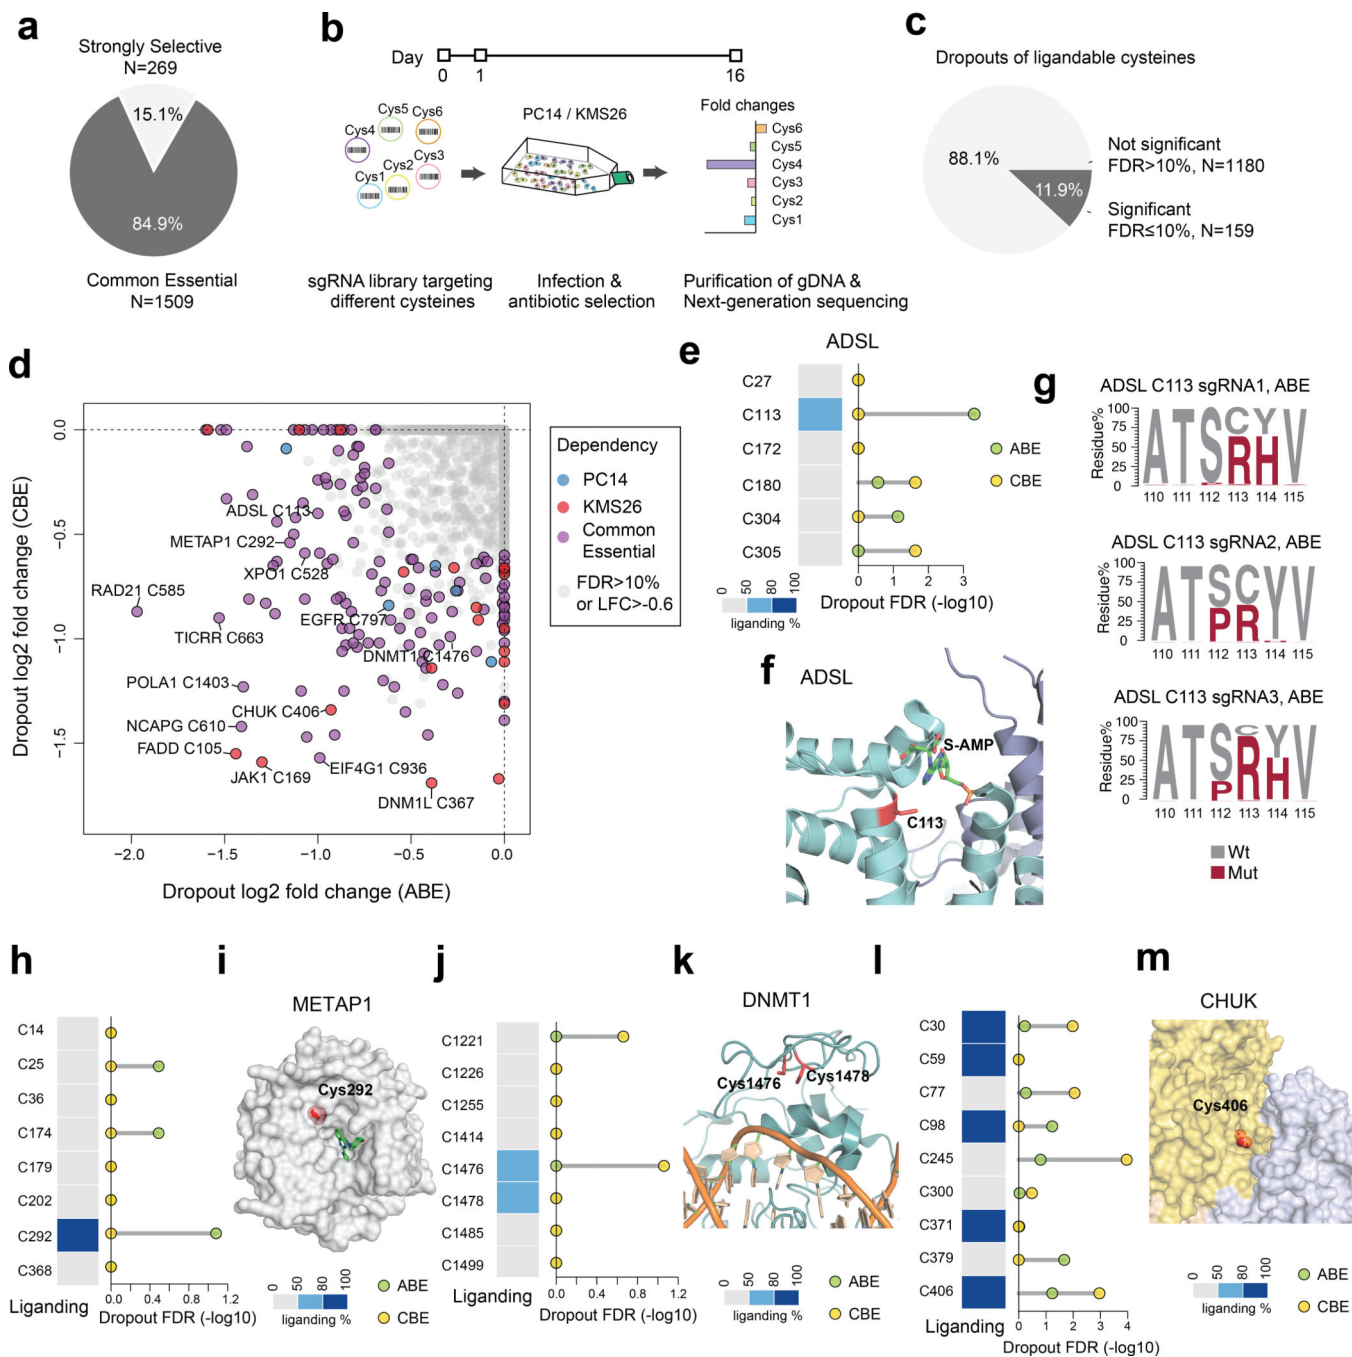 a
Strongly Selective
N=269
15.1%
84.9%
Common Essential
N=1509
b
Day
0
1
16
Cys4
Cys5
Cys6
Cys1
Cys2
Cys3
PC14 / KMS26
Fold changes
Cys6
Cys5
Cys4
Cys3
Cys2
Cys1
sgRNA library targeting
different cysteines
Infection &
antibiotic selection
Purification of gDNA &
Next-generation sequencing
c
Dropouts of ligandable cysteines
88.1%
11.9%
Not significant
FDR>10%, N=1180
Significant
FDR≤10%, N=159
d
Dropout log2 fold change (CBE)
0.0
−0.5
−1.0
−1.5
ADSL C113
METAP1 C292
XPO1 C528
RAD21 C585
TICRR C663
EGFR C797
DNMT1 C1476
POLA1 C1403
CHUK C406
NCAPG C610
FADD C105
JAK1 C169
EIF4G1 C936
DNM1L C367
−2.0
−1.5
−1.0
−0.5
0.0
Dropout log2 fold change (ABE)
Dependency
PC14
KMS26
Common
Essential
FDR>10%
or LFC>-0.6
e
ADSL
C27
C113
C172
C180
C304
C305
ABE
CBE
0
50
80
100
liganding %
0
1
2
3
Dropout FDR (-log10)
f
ADSL
S-AMP
C113
g
ADSL C113 sgRNA1, ABE
Residue%
100
75
50
25
0
ATSCYV
RH
110 111 112 113 114 115
ADSL C113 sgRNA2, ABE
Residue%
100
75
50
25
0
ATSCYV
PR
110 111 112 113 114 115
ADSL C113 sgRNA3, ABE
Residue%
100
75
50
25
0
ATSCYV
PRH
110 111 112 113 114 115
Wt
Mut
h
C14
C25
C36
C174
C179
C202
C292
C368
Liganding
0.0 0.4 0.8 1.2
Dropout FDR (-log10)
i
METAP1
Cys292
0
50
80
100
liganding %
ABE
CBE
j
C1221
C1226
C1255
C1414
C1476
C1478
C1485
C1499
Liganding
0.0 0.4 0.8 1.2
Dropout FDR (-log10)
k
DNMT1
Cys1476
Cys1478
0
50
80
100
liganding %
ABE
CBE
l
C30
C59
C77
C98
C245
C300
C371
C379
C406
Liganding
0 1 2 3 4
Dropout FDR (-log10)
m
CHUK
Cys406
ABE
CBE
0
50
80
100
liganding %